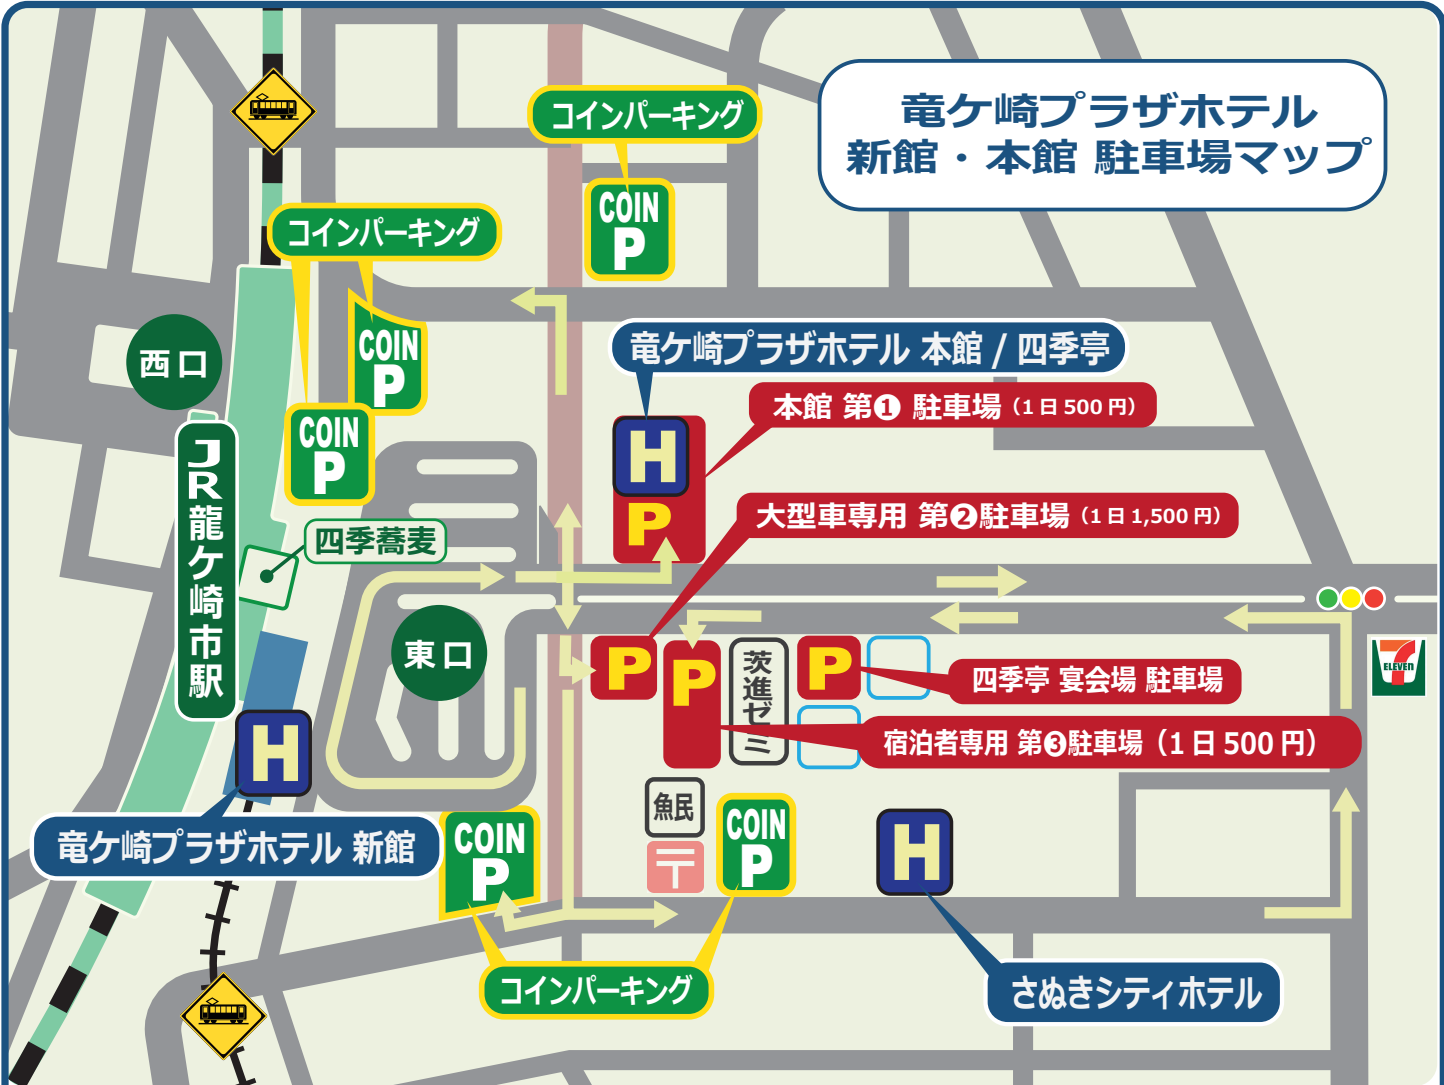 竜ケ崎プラザホテル
新館・本館 駐車場マップ
コインパーキング
COIN
P
コインパーキング
COIN
P
COIN
P
西口
竜ケ崎プラザホテル 本館 / 四季亭
本館 第❶ 駐車場（1日500円）
H
P
大型車専用 第❷駐車場（1日1,500円）
JR龍ケ崎市駅
四季蕎麦
東口
P
P
茨進ゼミ
P
四季亭 宴会場 駐車場
7
ELEVEN
宿泊者専用 第❸駐車場（1日500円）
H
竜ケ崎プラザホテル 新館
魚民
〒
COIN
P
COIN
P
H
コインパーキング
さぬきシティホテル